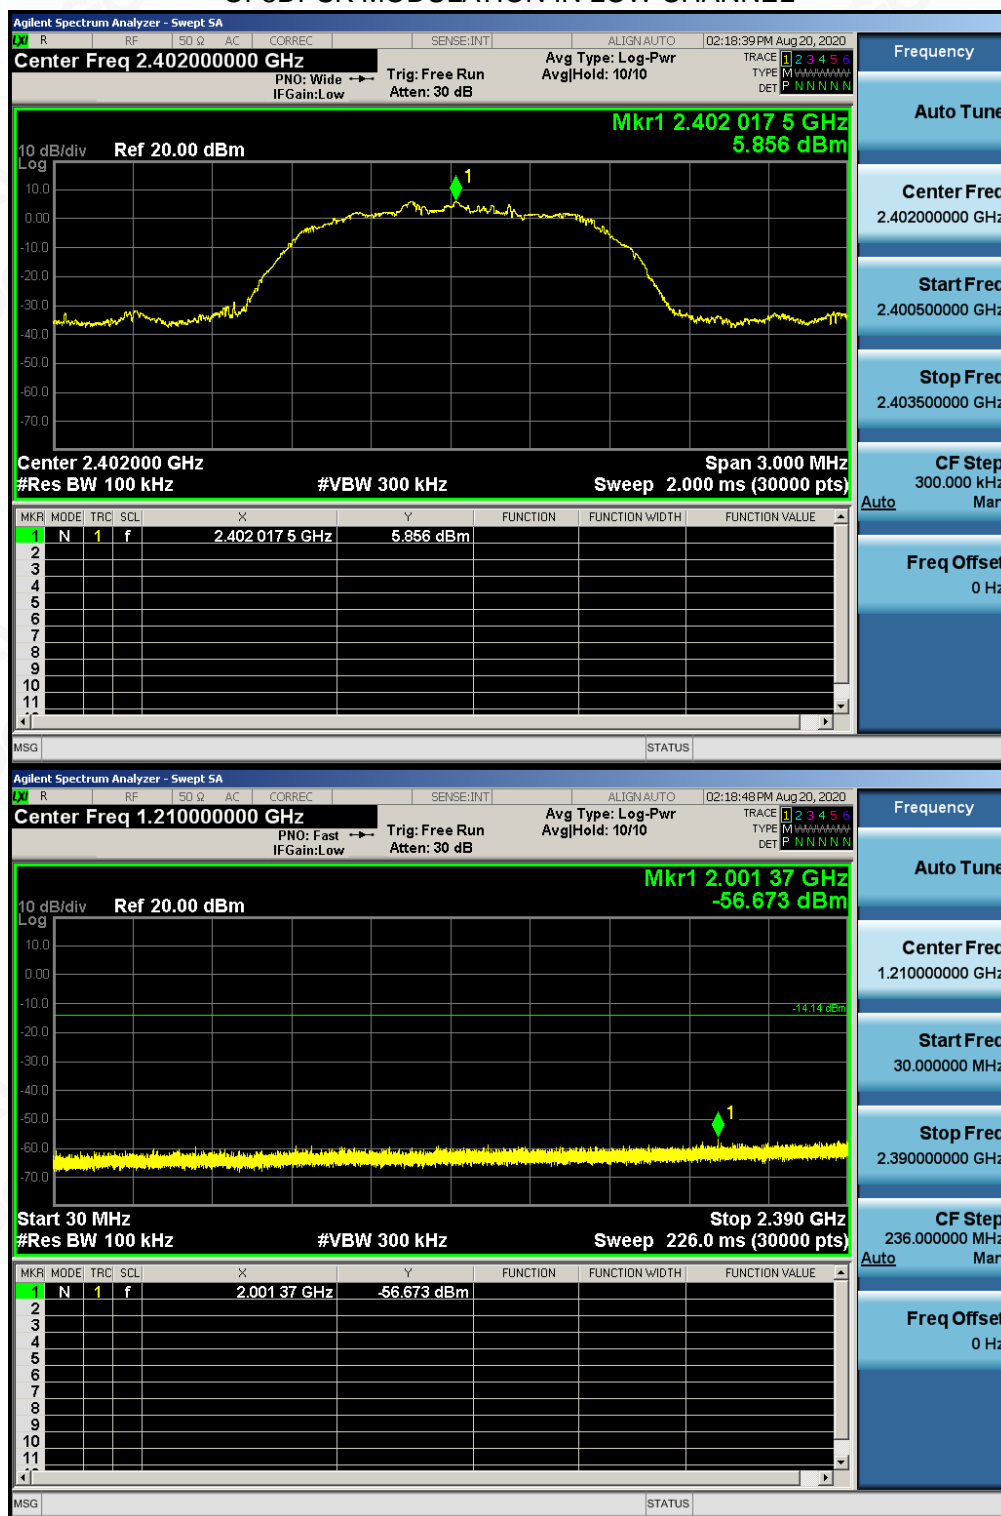 OF 8DPSK MODULATION IN LOW CHANNEL
Agilent Spectrum Analyzer - Swept SA
LXI R RF 50 Ω AC CORREC SENSE:INT ALIGN AUTO 02:18:39 PM Aug 20, 2020
Center Freq 2.402000000 GHz
PNO: Wide
IFGain:Low
Trig: Free Run
Atten: 30 dB
Avg Type: Log-Pwr
Avg|Hold: 10/10
TRACE 1 2 3 4 5 6
TYPE M W W W W W
DET P N N N N N
Mkr1 2.402 017 5 GHz
5.856 dBm
10 dB/div Ref 20.00 dBm
Log
1
10.0
0.00
-10.0
-20.0
-30.0
-40.0
-50.0
-60.0
-70.0
Center 2.402000 GHz Span 3.000 MHz
#Res BW 100 kHz #VBW 300 kHz Sweep 2.000 ms (30000 pts)
MKR MODE TRC SCL X Y FUNCTION FUNCTION WIDTH FUNCTION VALUE
1 N 1 f 2.402 017 5 GHz 5.856 dBm
2
3
4
5
6
7
8
9
10
11
MSG STATUS
Frequency
Auto Tune
Center Freq
2.402000000 GHz
Start Freq
2.400500000 GHz
Stop Freq
2.403500000 GHz
CF Step
300.000 kHz
Auto Man
Freq Offset
0 Hz
Agilent Spectrum Analyzer - Swept SA
LXI R RF 50 Ω AC CORREC SENSE:INT ALIGN AUTO 02:18:48 PM Aug 20, 2020
Center Freq 1.210000000 GHz
PNO: Fast
IFGain:Low
Trig: Free Run
Atten: 30 dB
Avg Type: Log-Pwr
Avg|Hold: 10/10
TRACE 1 2 3 4 5 6
TYPE M W W W W W
DET P N N N N N
Mkr1 2.001 37 GHz
-56.673 dBm
10 dB/div Ref 20.00 dBm
Log
10.0
0.00
-10.0
-14.14 dBm
-20.0
-30.0
-40.0
-50.0
1
-60.0
-70.0
Start 30 MHz Stop 2.390 GHz
#Res BW 100 kHz #VBW 300 kHz Sweep 226.0 ms (30000 pts)
MKR MODE TRC SCL X Y FUNCTION FUNCTION WIDTH FUNCTION VALUE
1 N 1 f 2.001 37 GHz -56.673 dBm
2
3
4
5
6
7
8
9
10
11
MSG STATUS
Frequency
Auto Tune
Center Freq
1.210000000 GHz
Start Freq
30.000000 MHz
Stop Freq
2.390000000 GHz
CF Step
236.000000 MHz
Auto Man
Freq Offset
0 Hz